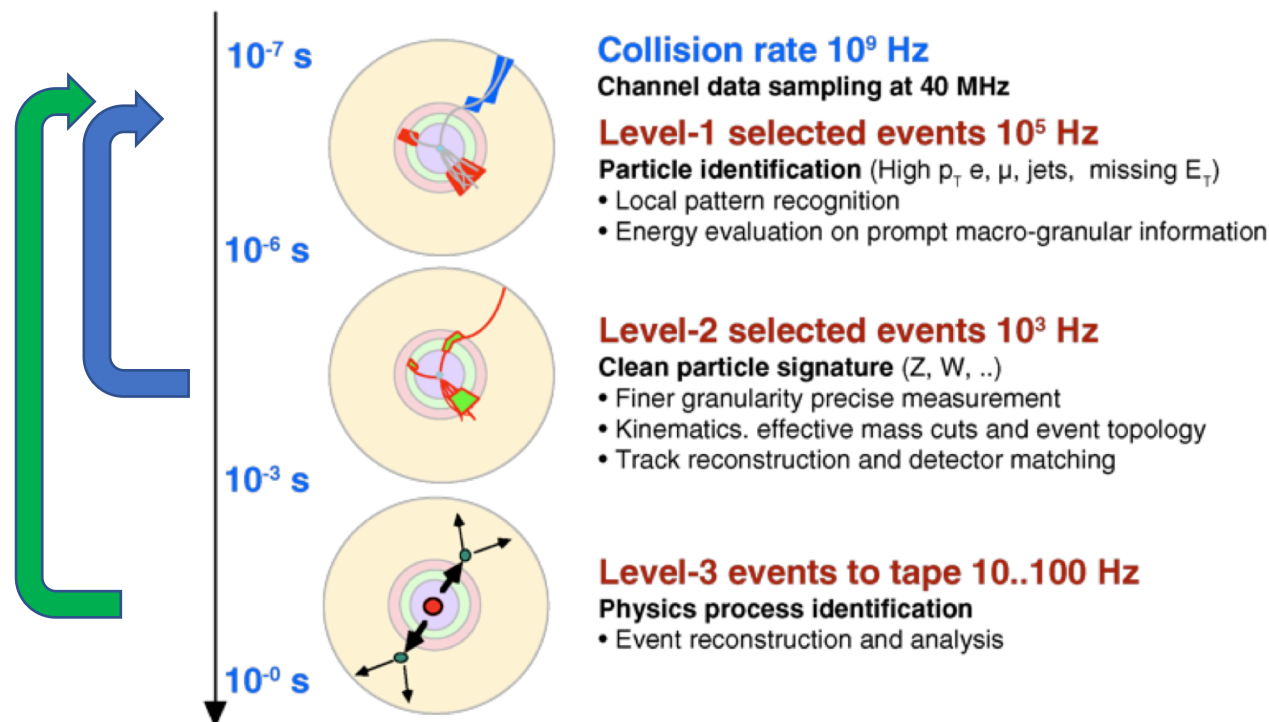 10⁻⁷ s
Collision rate 10⁹ Hz
Channel data sampling at 40 MHz
Level-1 selected events 10⁵ Hz
Particle identification (High p_T e, µ, jets, missing E_T)
• Local pattern recognition
• Energy evaluation on prompt macro-granular information
10⁻⁶ s
Level-2 selected events 10³ Hz
Clean particle signature (Z, W, ..)
• Finer granularity precise measurement
• Kinematics. effective mass cuts and event topology
• Track reconstruction and detector matching
10⁻³ s
Level-3 events to tape 10..100 Hz
Physics process identification
• Event reconstruction and analysis
10⁻⁰ s